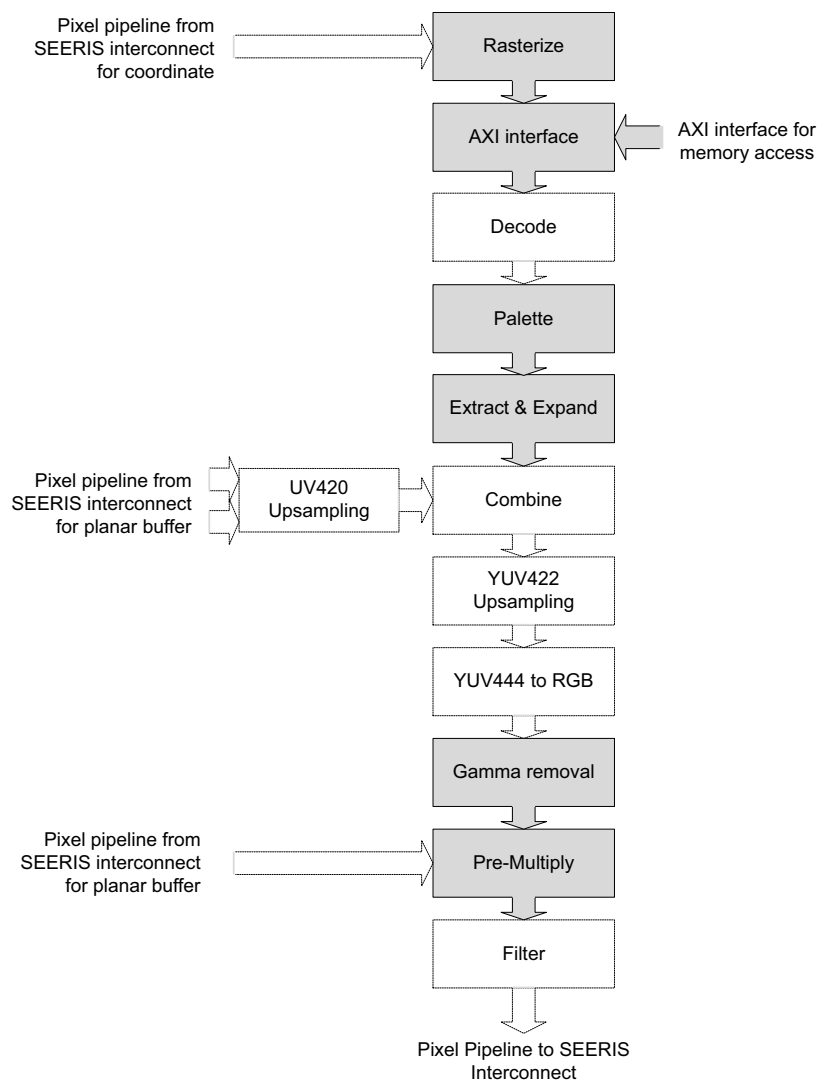 Pixel pipeline from
SEERIS interconnect
for coordinate
Rasterize
AXI interface
AXI interface for
memory access
Decode
Palette
Extract & Expand
Pixel pipeline from
SEERIS interconnect
for planar buffer
UV420
Upsampling
Combine
YUV422
Upsampling
YUV444 to RGB
Gamma removal
Pixel pipeline from
SEERIS interconnect
for planar buffer
Pre-Multiply
Filter
Pixel Pipeline to SEERIS
Interconnect